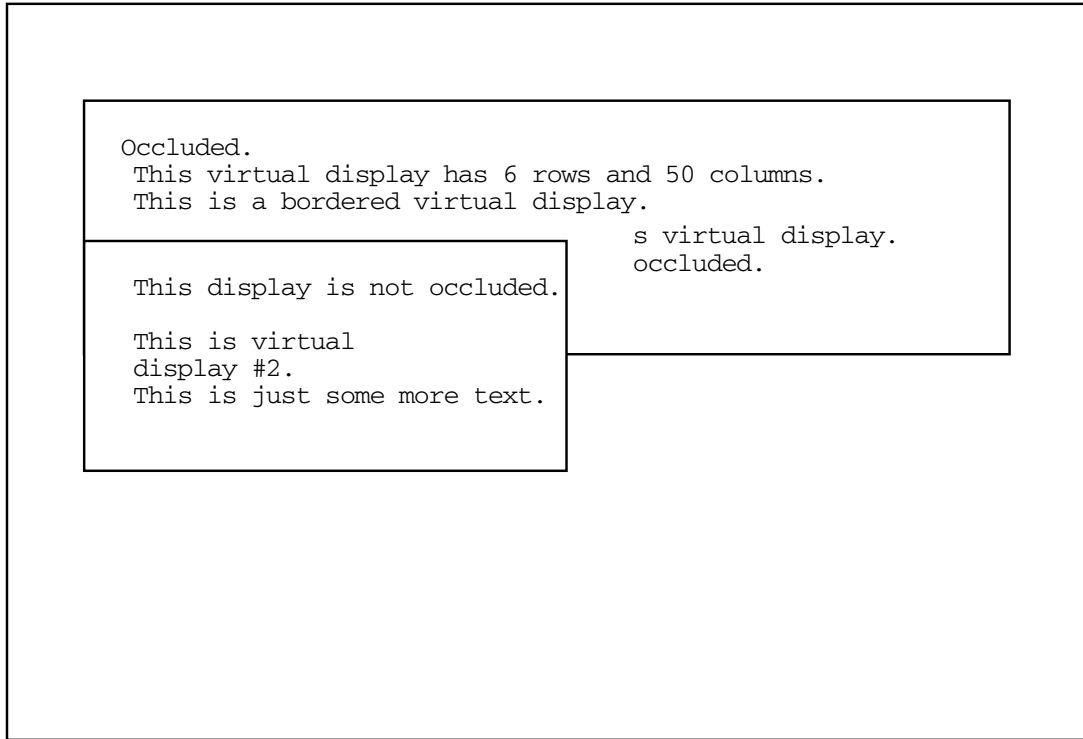 Occluded.
This virtual display has 6 rows and 50 columns.
This is a bordered virtual display.
s virtual display.
occluded.
This display is not occluded.
This is virtual
display #2.
This is just some more text.